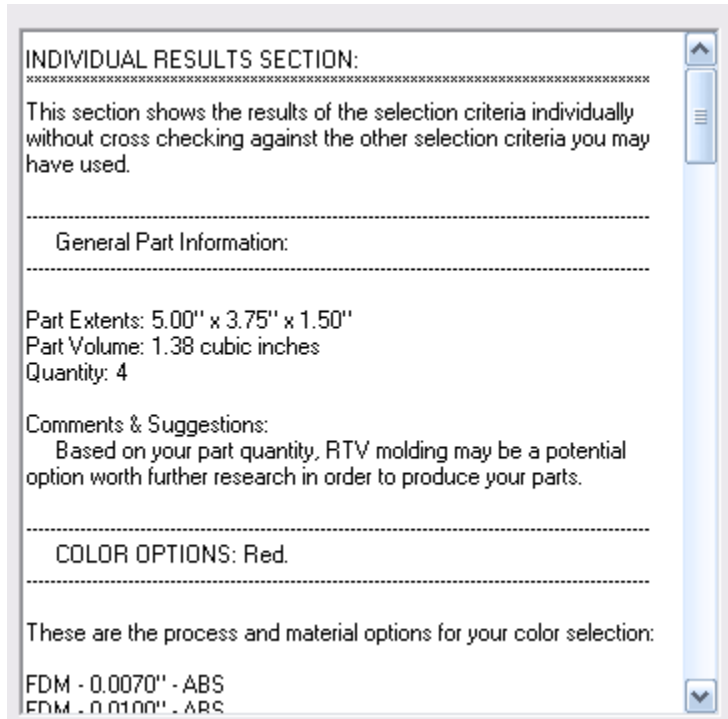 INDIVIDUAL RESULTS SECTION:
××××××××××××××××××××××××××××××××××××××××××××××××××××××××××××××××××××××××××××××
This section shows the results of the selection criteria individually
without cross checking against the other selection criteria you may
have used.
------------------------------------------------------------------------------
General Part Information:
------------------------------------------------------------------------------
Part Extents: 5.00'' x 3.75'' x 1.50''
Part Volume: 1.38 cubic inches
Quantity: 4
Comments & Suggestions:
Based on your part quantity, RTV molding may be a potential
option worth further research in order to produce your parts.
------------------------------------------------------------------------------
COLOR OPTIONS: Red.
------------------------------------------------------------------------------
These are the process and material options for your color selection:
FDM - 0.0070'' - ABS
FDM - 0.0100'' - ABS